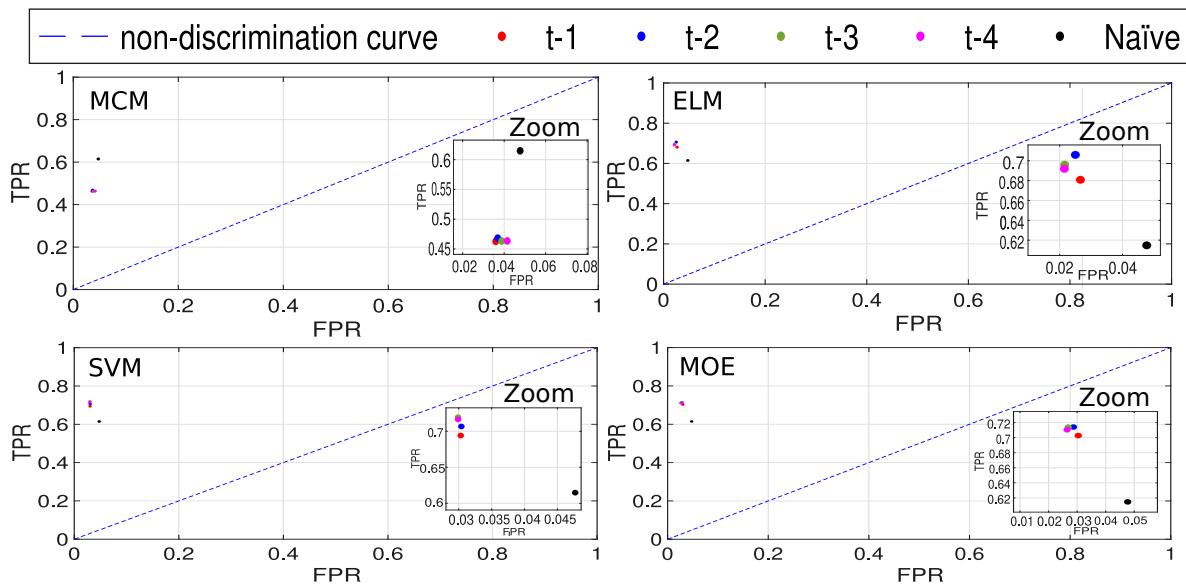 non-discrimination curve t-1 t-2 t-3 t-4 Naïve
MCM
TPR
1
0.8
0.6
0.4
0.2
0
0 0.2 0.4 0.6 0.8 1
FPR
Zoom
TPR
0.6
0.55
0.5
0.45
0.02 0.04 0.06 0.08
FPR
ELM
TPR
1
0.8
0.6
0.4
0.2
0
0 0.2 0.4 0.6 0.8 1
FPR
Zoom
TPR
0.7
0.68
0.66
0.64
0.62
0.02 0.04
FPR
SVM
TPR
1
0.8
0.6
0.4
0.2
0
0 0.2 0.4 0.6 0.8 1
FPR
Zoom
TPR
0.7
0.65
0.6
0.03 0.035 0.04 0.045
FPR
MOE
TPR
1
0.8
0.6
0.4
0.2
0
0 0.2 0.4 0.6 0.8 1
FPR
Zoom
TPR
0.72
0.7
0.68
0.66
0.64
0.62
0.01 0.02 0.03 0.04 0.05
FPR